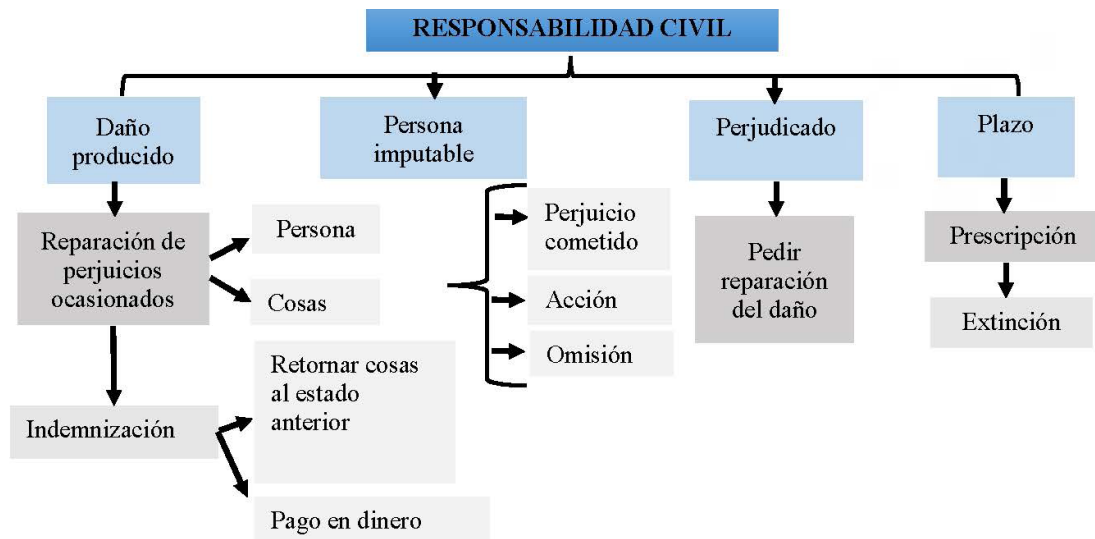 RESPONSABILIDAD CIVIL
Daño
producido
Persona
imputable
Perjudicado
Plazo
Reparación de
perjuicios
ocasionados
Persona
Cosas
Perjuicio
cometido
Acción
Omisión
Pedir
reparación
del daño
Prescripción
Extinción
Indemnización
Retornar cosas
al estado
anterior
Pago en dinero